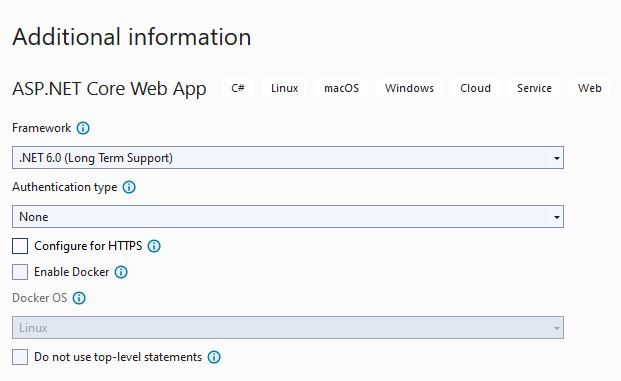 Additional information
ASP.NET Core Web App C# Linux macOS Windows Cloud Service Web
Framework
.NET 6.0 (Long Term Support)
Authentication type
None
Configure for HTTPS
Enable Docker
Docker OS
Linux
Do not use top-level statements